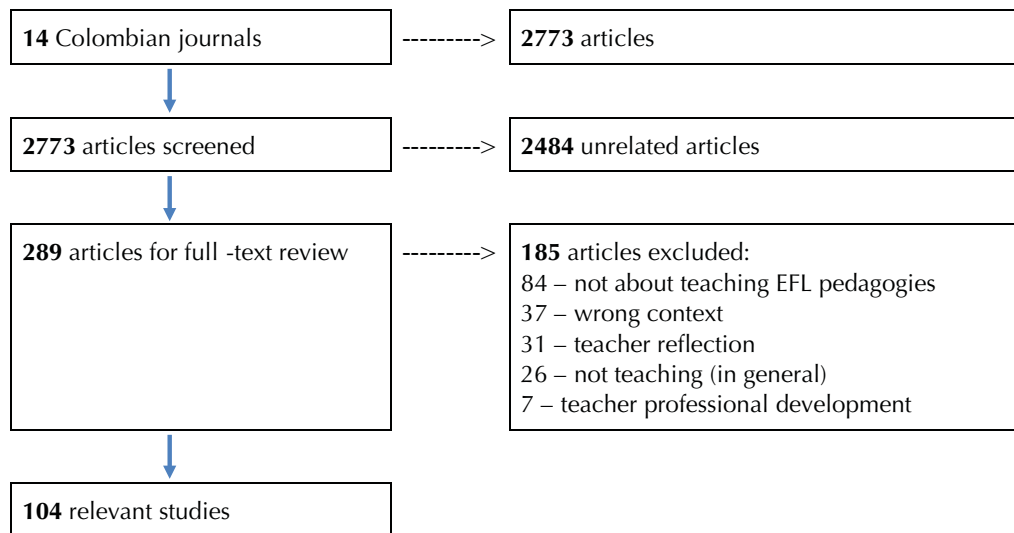 14 Colombian journals
---------> 2773 articles
2773 articles screened
---------> 2484 unrelated articles
289 articles for full -text review
---------> 185 articles excluded:
84 – not about teaching EFL pedagogies
37 – wrong context
31 – teacher reflection
26 – not teaching (in general)
7 – teacher professional development
104 relevant studies